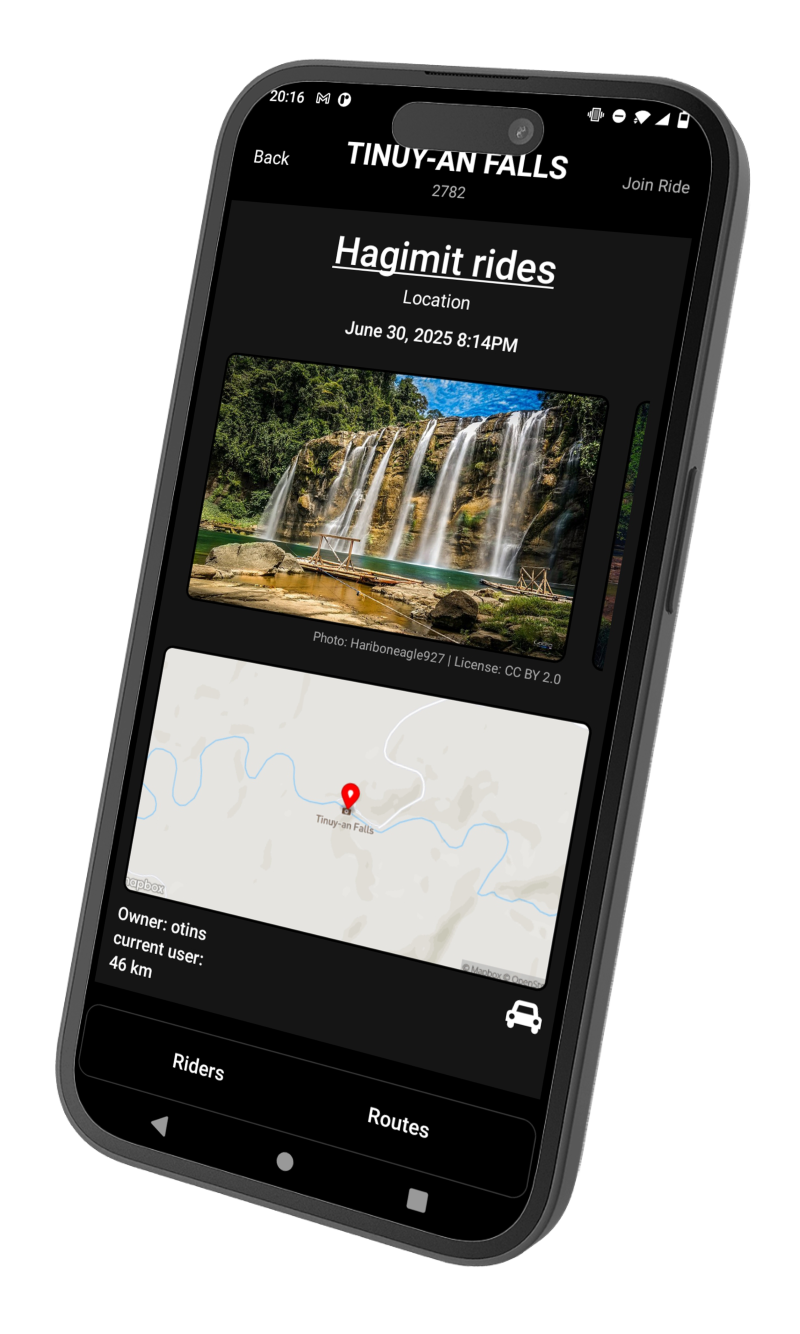 20:16
Back
TINUY-AN FALLS
2782
Join Ride
Hagimit rides
Location
June 30, 2025 8:14PM
Photo: Hariboneagle927 | License: CC BY 2.0
Tinuy-an Falls
mapbox
© Mapbox © OpenStr
Owner: otins
current user:
46 km
Riders
Routes